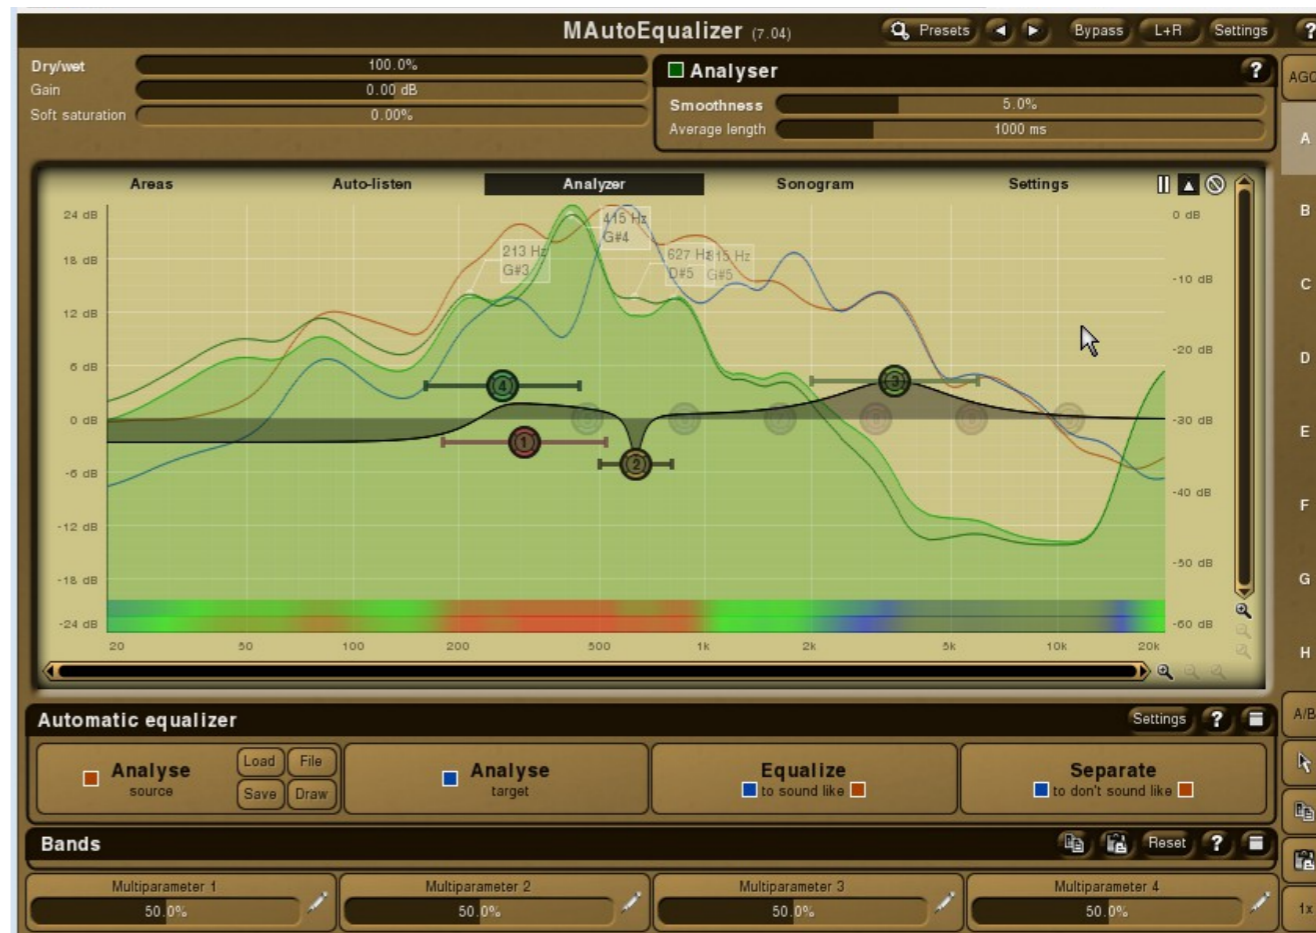 MAutoEqualizer (7.04)
Presets
Bypass
L+R
Settings
?
Dry/wet 100.0%
Gain 0.00 dB
Soft saturation 0.00%
Analyser
?
Smoothness 5.0%
Average length 1000 ms
AGC
A
B
C
D
E
F
G
H
Areas Auto-listen Analyzer Sonogram Settings
24 dB
18 dB
12 dB
6 dB
0 dB
-6 dB
-12 dB
-18 dB
-24 dB
0 dB
-10 dB
-20 dB
-30 dB
-40 dB
-50 dB
-60 dB
213 Hz
G#3
415 Hz
G#4
627 Hz
D#5
815 Hz
G#5
4
1
2
3
20 50 100 200 500 1k 2k 5k 10k 20k
Automatic equalizer
Settings
?
Analyse
source
Load
File
Save
Draw
Analyse
target
Equalize
to sound like
Separate
to don't sound like
A/B
Bands
Reset
?
Multiparameter 1
50.0%
Multiparameter 2
50.0%
Multiparameter 3
50.0%
Multiparameter 4
50.0%
1x